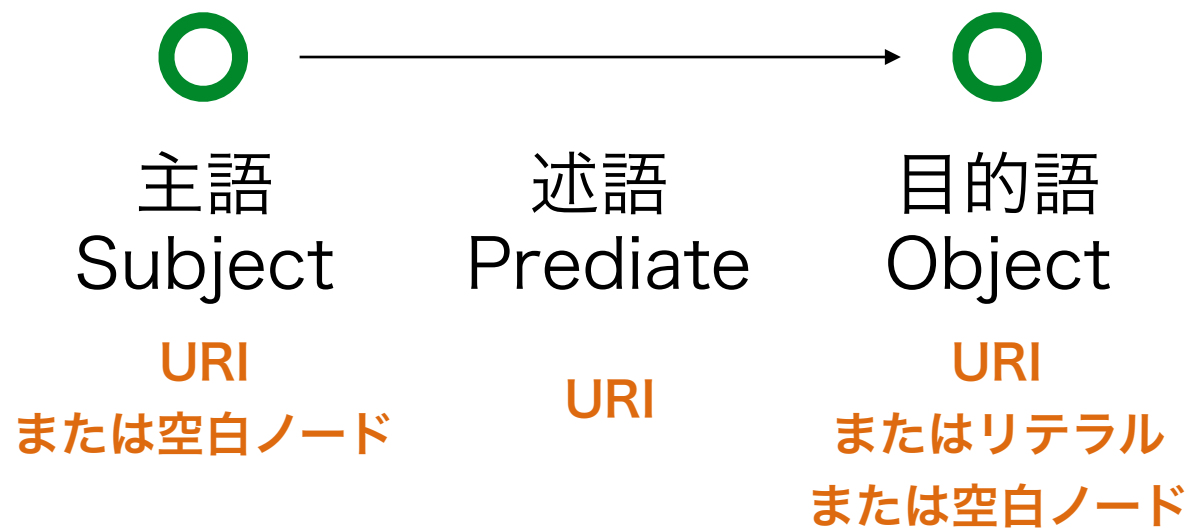 主語
Subject
URI
または空白ノード
述語
Prediate
URI
目的語
Object
URI
またはリテラル
または空白ノード